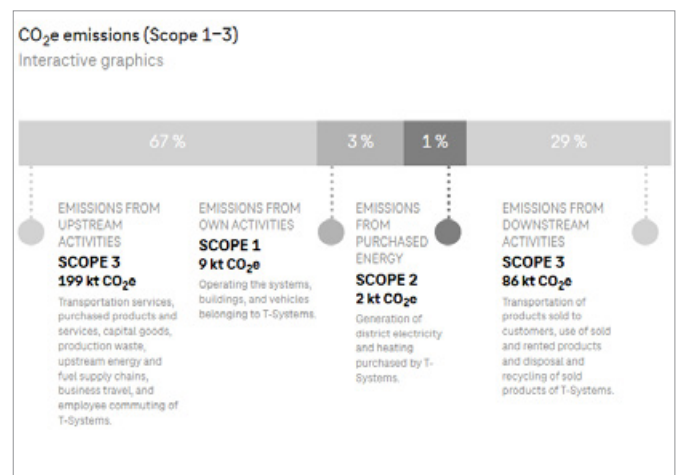 CO₂e emissions (Scope 1–3)
Interactive graphics
67 %
3 %
1 %
29 %
EMISSIONS FROM
UPSTREAM
ACTIVITIES
SCOPE 3
199 kt CO₂e
Transportation services,
purchased products and
services, capital goods,
production waste,
upstream energy and
fuel supply chains,
business travel, and
employee commuting of
T-Systems.
EMISSIONS FROM
OWN ACTIVITIES
SCOPE 1
9 kt CO₂e
Operating the systems,
buildings, and vehicles
belonging to T-Systems.
EMISSIONS
FROM
PURCHASED
ENERGY
SCOPE 2
2 kt CO₂e
Generation of
district electricity
and heating
purchased by T-
Systems.
EMISSIONS FROM
DOWNSTREAM
ACTIVITIES
SCOPE 3
86 kt CO₂e
Transportation of
products sold to
customers, use of sold
and rented products
and disposal and
recycling of sold
products of T-Systems.